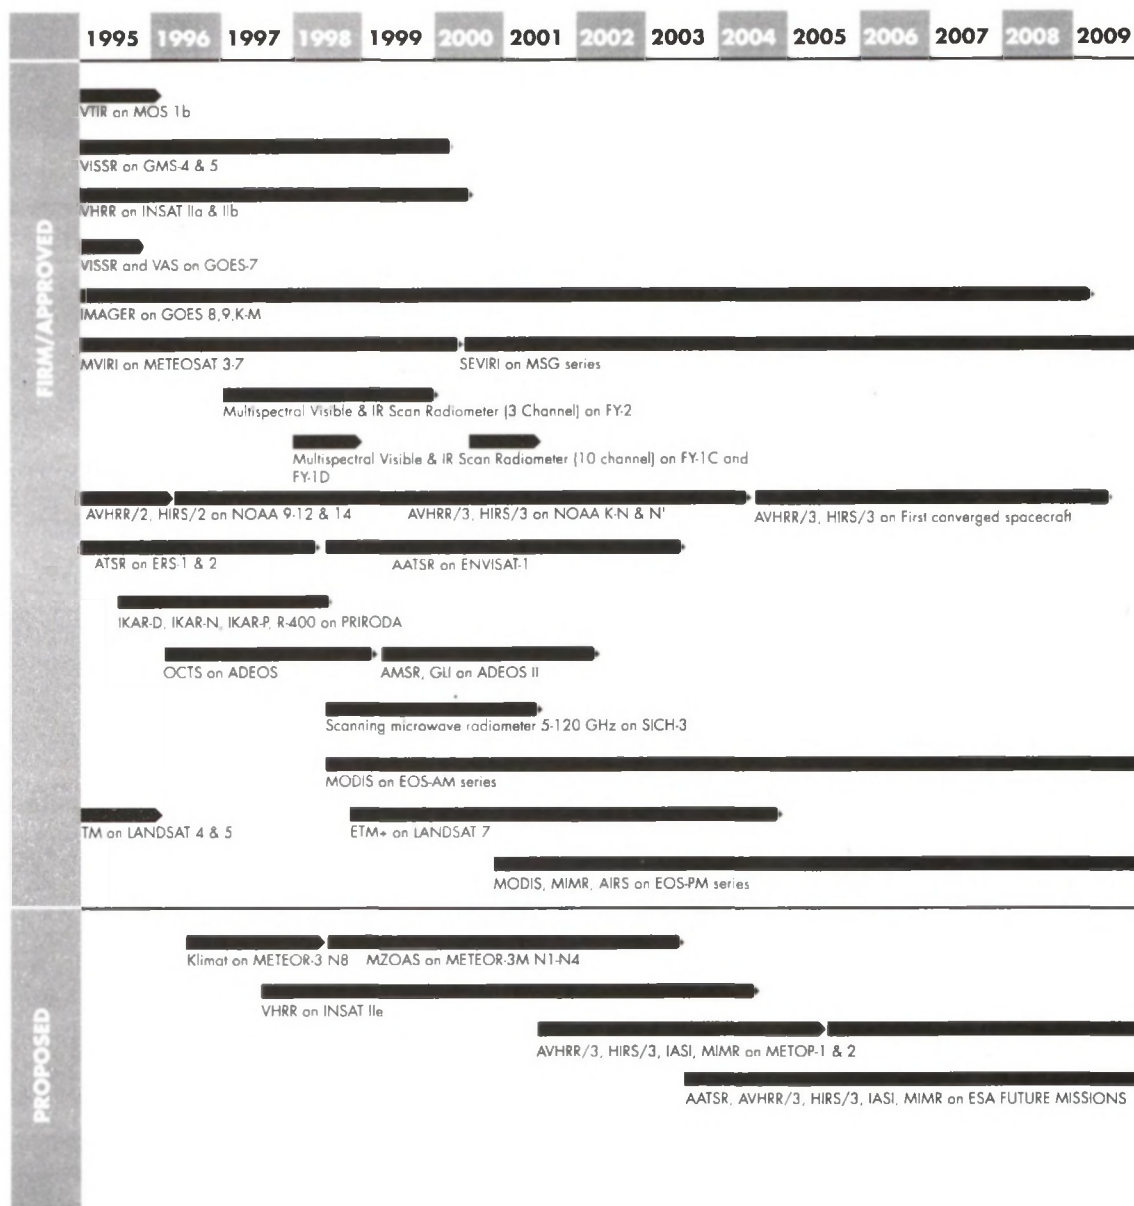 1995 1996 1997 1998 1999 2000 2001 2002 2003 2004 2005 2006 2007 2008 2009
FIRM/APPROVED
VTIR on MOS 1b
VISSR on GMS-4 & 5
VHRR on INSAT IIa & IIb
VISSR and VAS on GOES-7
IMAGER on GOES 8,9,K-M
MVIRI on METEOSAT 3-7 SEVIRI on MSG series
Multispectral Visible & IR Scan Radiometer (3 Channel) on FY-2
Multispectral Visible & IR Scan Radiometer (10 channel) on FY-1C and
FY-1D
AVHRR/2, HIRS/2 on NOAA 9-12 & 14 AVHRR/3, HIRS/3 on NOAA K-N & N' AVHRR/3, HIRS/3 on First converged spacecraft
ATSR on ERS-1 & 2 AATSR on ENVISAT-1
IKAR-D, IKAR-N, IKAR-P, R-400 on PRIRODA
OCTS on ADEOS AMSR, GLI on ADEOS II
Scanning microwave radiometer 5-120 GHz on SICH-3
MODIS on EOS-AM series
TM on LANDSAT 4 & 5 ETM+ on LANDSAT 7
MODIS, MIMR, AIRS on EOS-PM series
PROPOSED
Klimat on METEOR-3 N8 MZOAS on METEOR-3M N1-N4
VHRR on INSAT IIe
AVHRR/3, HIRS/3, IASI, MIMR on METOP-1 & 2
AATSR, AVHRR/3, HIRS/3, IASI, MIMR on ESA FUTURE MISSIONS